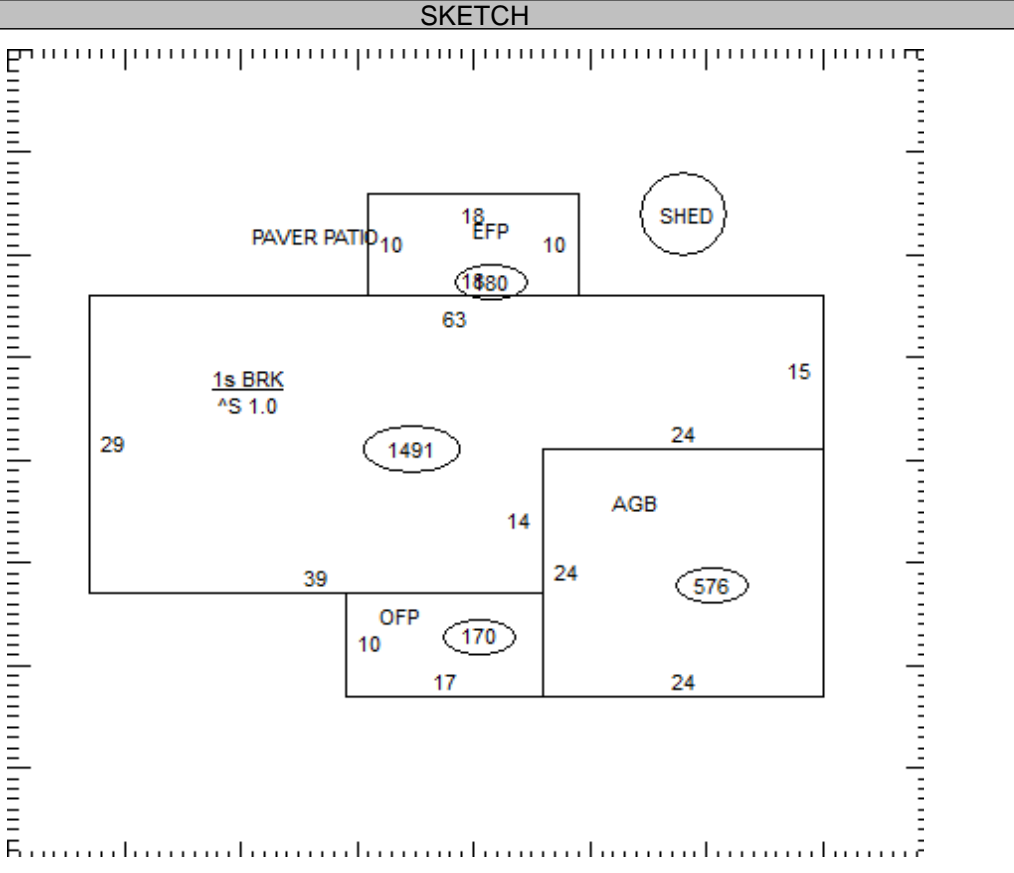 SKETCH
18
EFP
SHED
PAVER PATIO
10
10
18
180
63
15
1s BRK
^S 1.0
24
29
1491
AGB
14
24
576
39
OFP
170
10
17
24